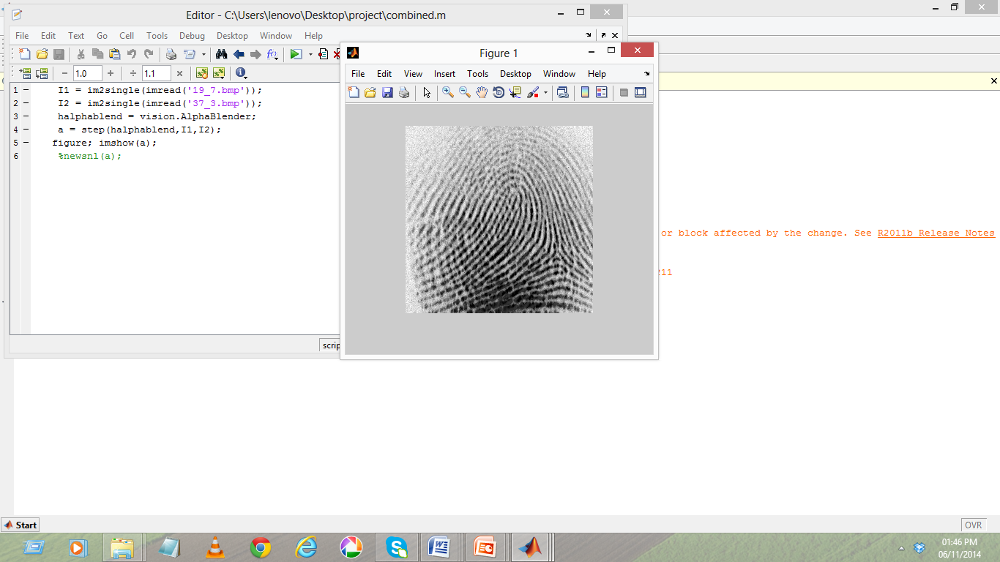 Editor - C:\Users\lenovo\Desktop\project\combined.m
File Edit Text Go Cell Tools Debug Desktop Window Help
1.0
1.1
1 I1 = im2single(imread('19_7.bmp'));
2 I2 = im2single(imread('37_3.bmp'));
3 halphablend = vision.AlphaBlender;
4 a = step(halphablend,I1,I2);
5 figure; imshow(a);
6 %newsnl(a);
scrip
Figure 1
File Edit View Insert Tools Desktop Window Help
or block affected by the change. See R2011b Release Notes
11
Start
OVR
01:46 PM
06/11/2014